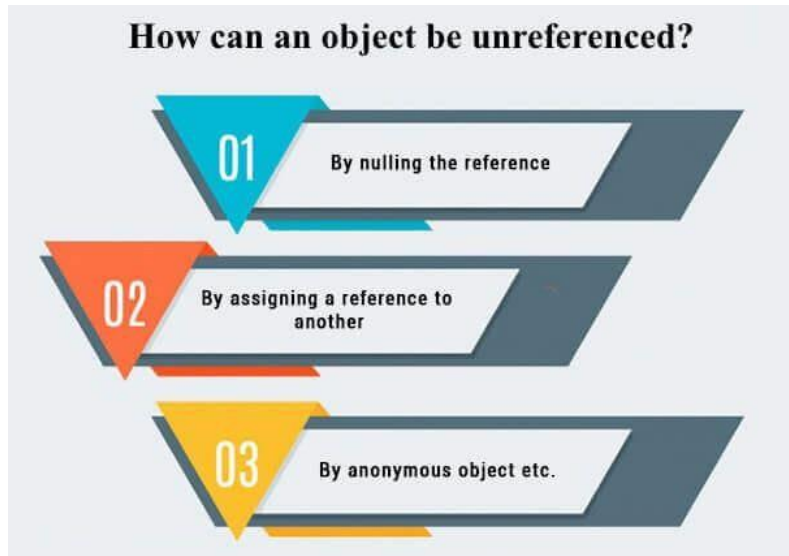 How can an object be unreferenced?
01
By nulling the reference
02
By assigning a reference to
another
03
By anonymous object etc.